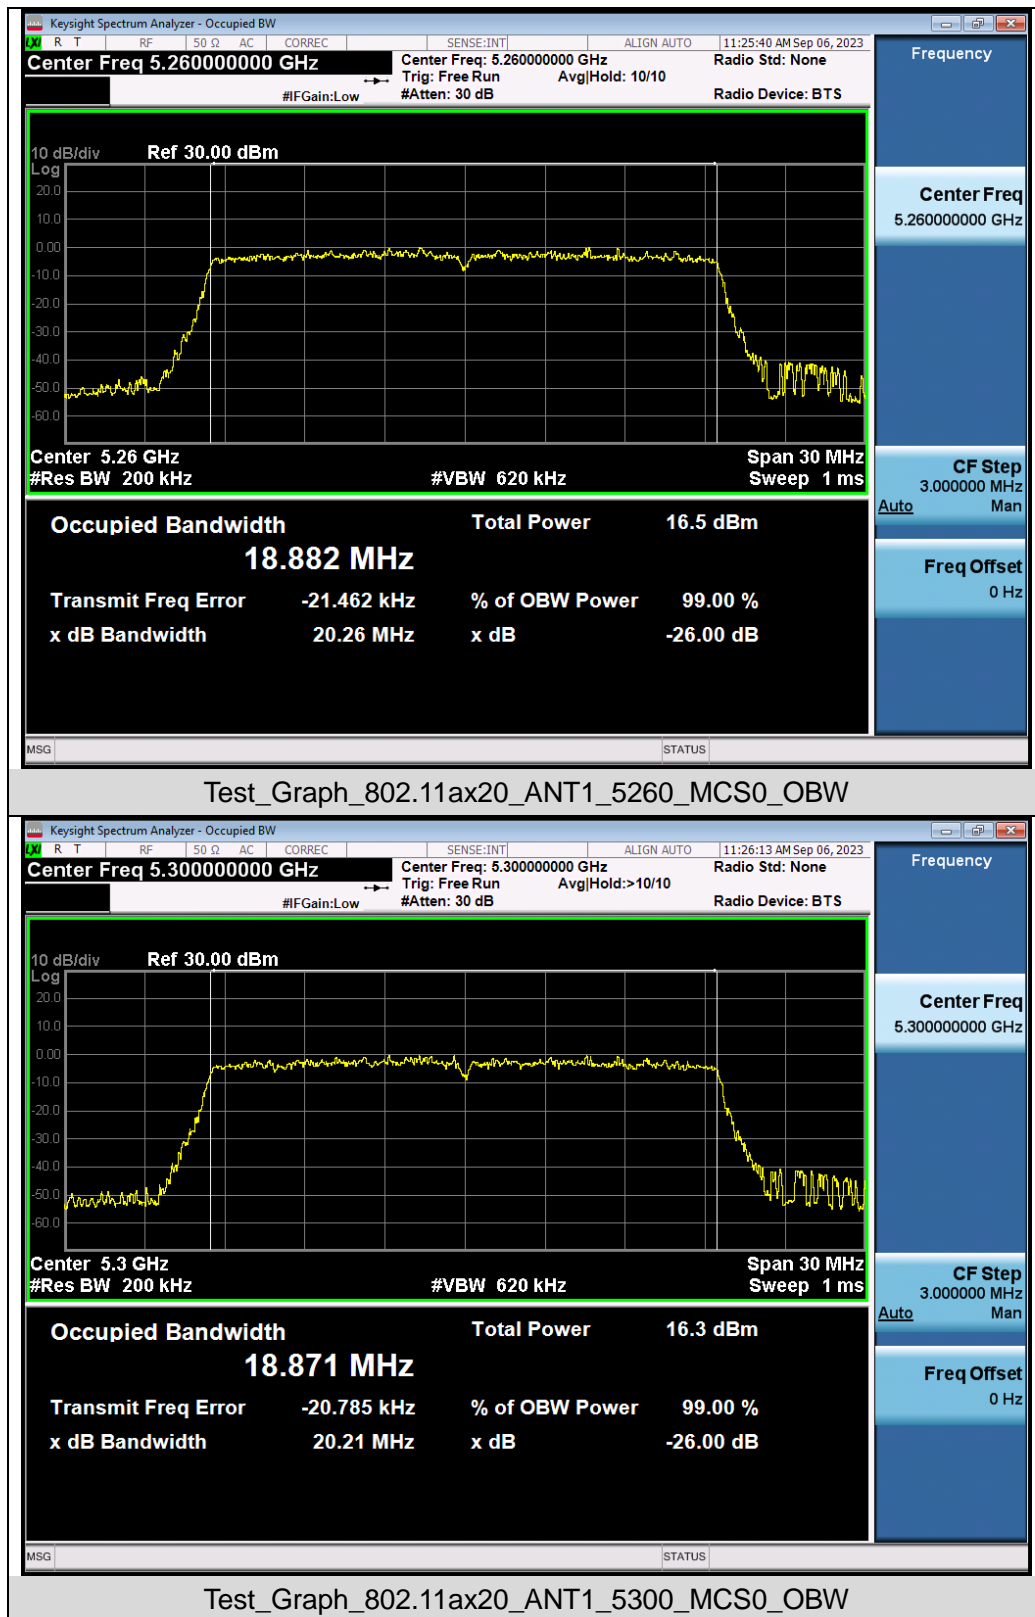 Keysight Spectrum Analyzer - Occupied BW
LXI R T RF 50 Ω AC CORREC SENSE:INT ALIGN AUTO 11:25:40 AM Sep 06, 2023
Center Freq 5.260000000 GHz
Center Freq: 5.260000000 GHz Radio Std: None
Trig: Free Run Avg|Hold: 10/10
#IFGain:Low #Atten: 30 dB Radio Device: BTS
Frequency
10 dB/div Ref 30.00 dBm
Log
20.0
10.0
0.00
-10.0
-20.0
-30.0
-40.0
-50.0
-60.0
Center 5.26 GHz Span 30 MHz
#Res BW 200 kHz #VBW 620 kHz Sweep 1 ms
Center Freq
5.260000000 GHz
CF Step
3.000000 MHz
Auto Man
Freq Offset
0 Hz
Occupied Bandwidth Total Power 16.5 dBm
18.882 MHz
Transmit Freq Error -21.462 kHz % of OBW Power 99.00 %
x dB Bandwidth 20.26 MHz x dB -26.00 dB
MSG STATUS
Test_Graph_802.11ax20_ANT1_5260_MCS0_OBW
Keysight Spectrum Analyzer - Occupied BW
LXI R T RF 50 Ω AC CORREC SENSE:INT ALIGN AUTO 11:26:13 AM Sep 06, 2023
Center Freq 5.300000000 GHz
Center Freq: 5.300000000 GHz Radio Std: None
Trig: Free Run Avg|Hold:>10/10
#IFGain:Low #Atten: 30 dB Radio Device: BTS
Frequency
10 dB/div Ref 30.00 dBm
Log
20.0
10.0
0.00
-10.0
-20.0
-30.0
-40.0
-50.0
-60.0
Center 5.3 GHz Span 30 MHz
#Res BW 200 kHz #VBW 620 kHz Sweep 1 ms
Center Freq
5.300000000 GHz
CF Step
3.000000 MHz
Auto Man
Freq Offset
0 Hz
Occupied Bandwidth Total Power 16.3 dBm
18.871 MHz
Transmit Freq Error -20.785 kHz % of OBW Power 99.00 %
x dB Bandwidth 20.21 MHz x dB -26.00 dB
MSG STATUS
Test_Graph_802.11ax20_ANT1_5300_MCS0_OBW